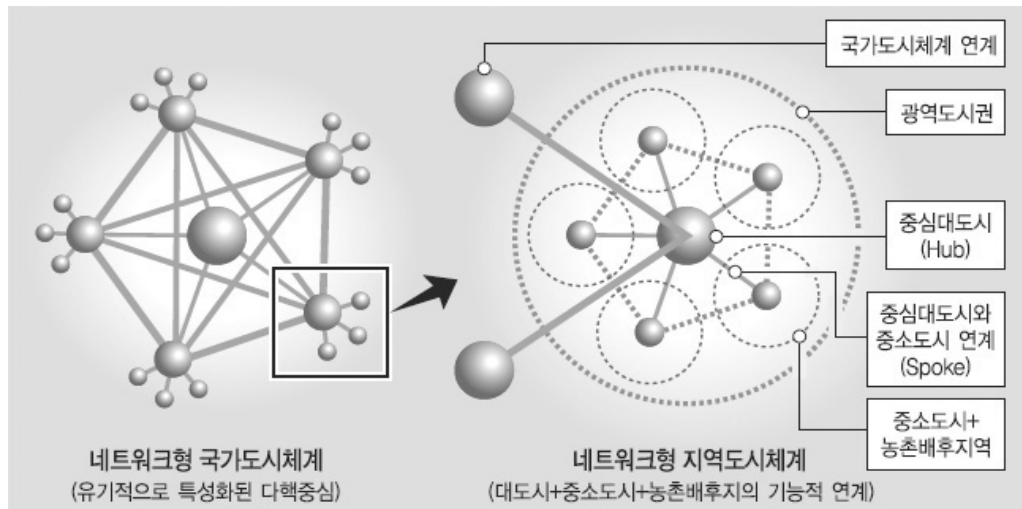 국가도시체계 연계
광역도시권
중심대도시
(Hub)
중심대도시와
중소도시 연계
(Spoke)
중소도시+
농촌배후지역
네트워크형 국가도시체계
(유기적으로 특성화된 다핵중심)
네트워크형 지역도시체계
(대도시+중소도시+농촌배후지의 기능적 연계)